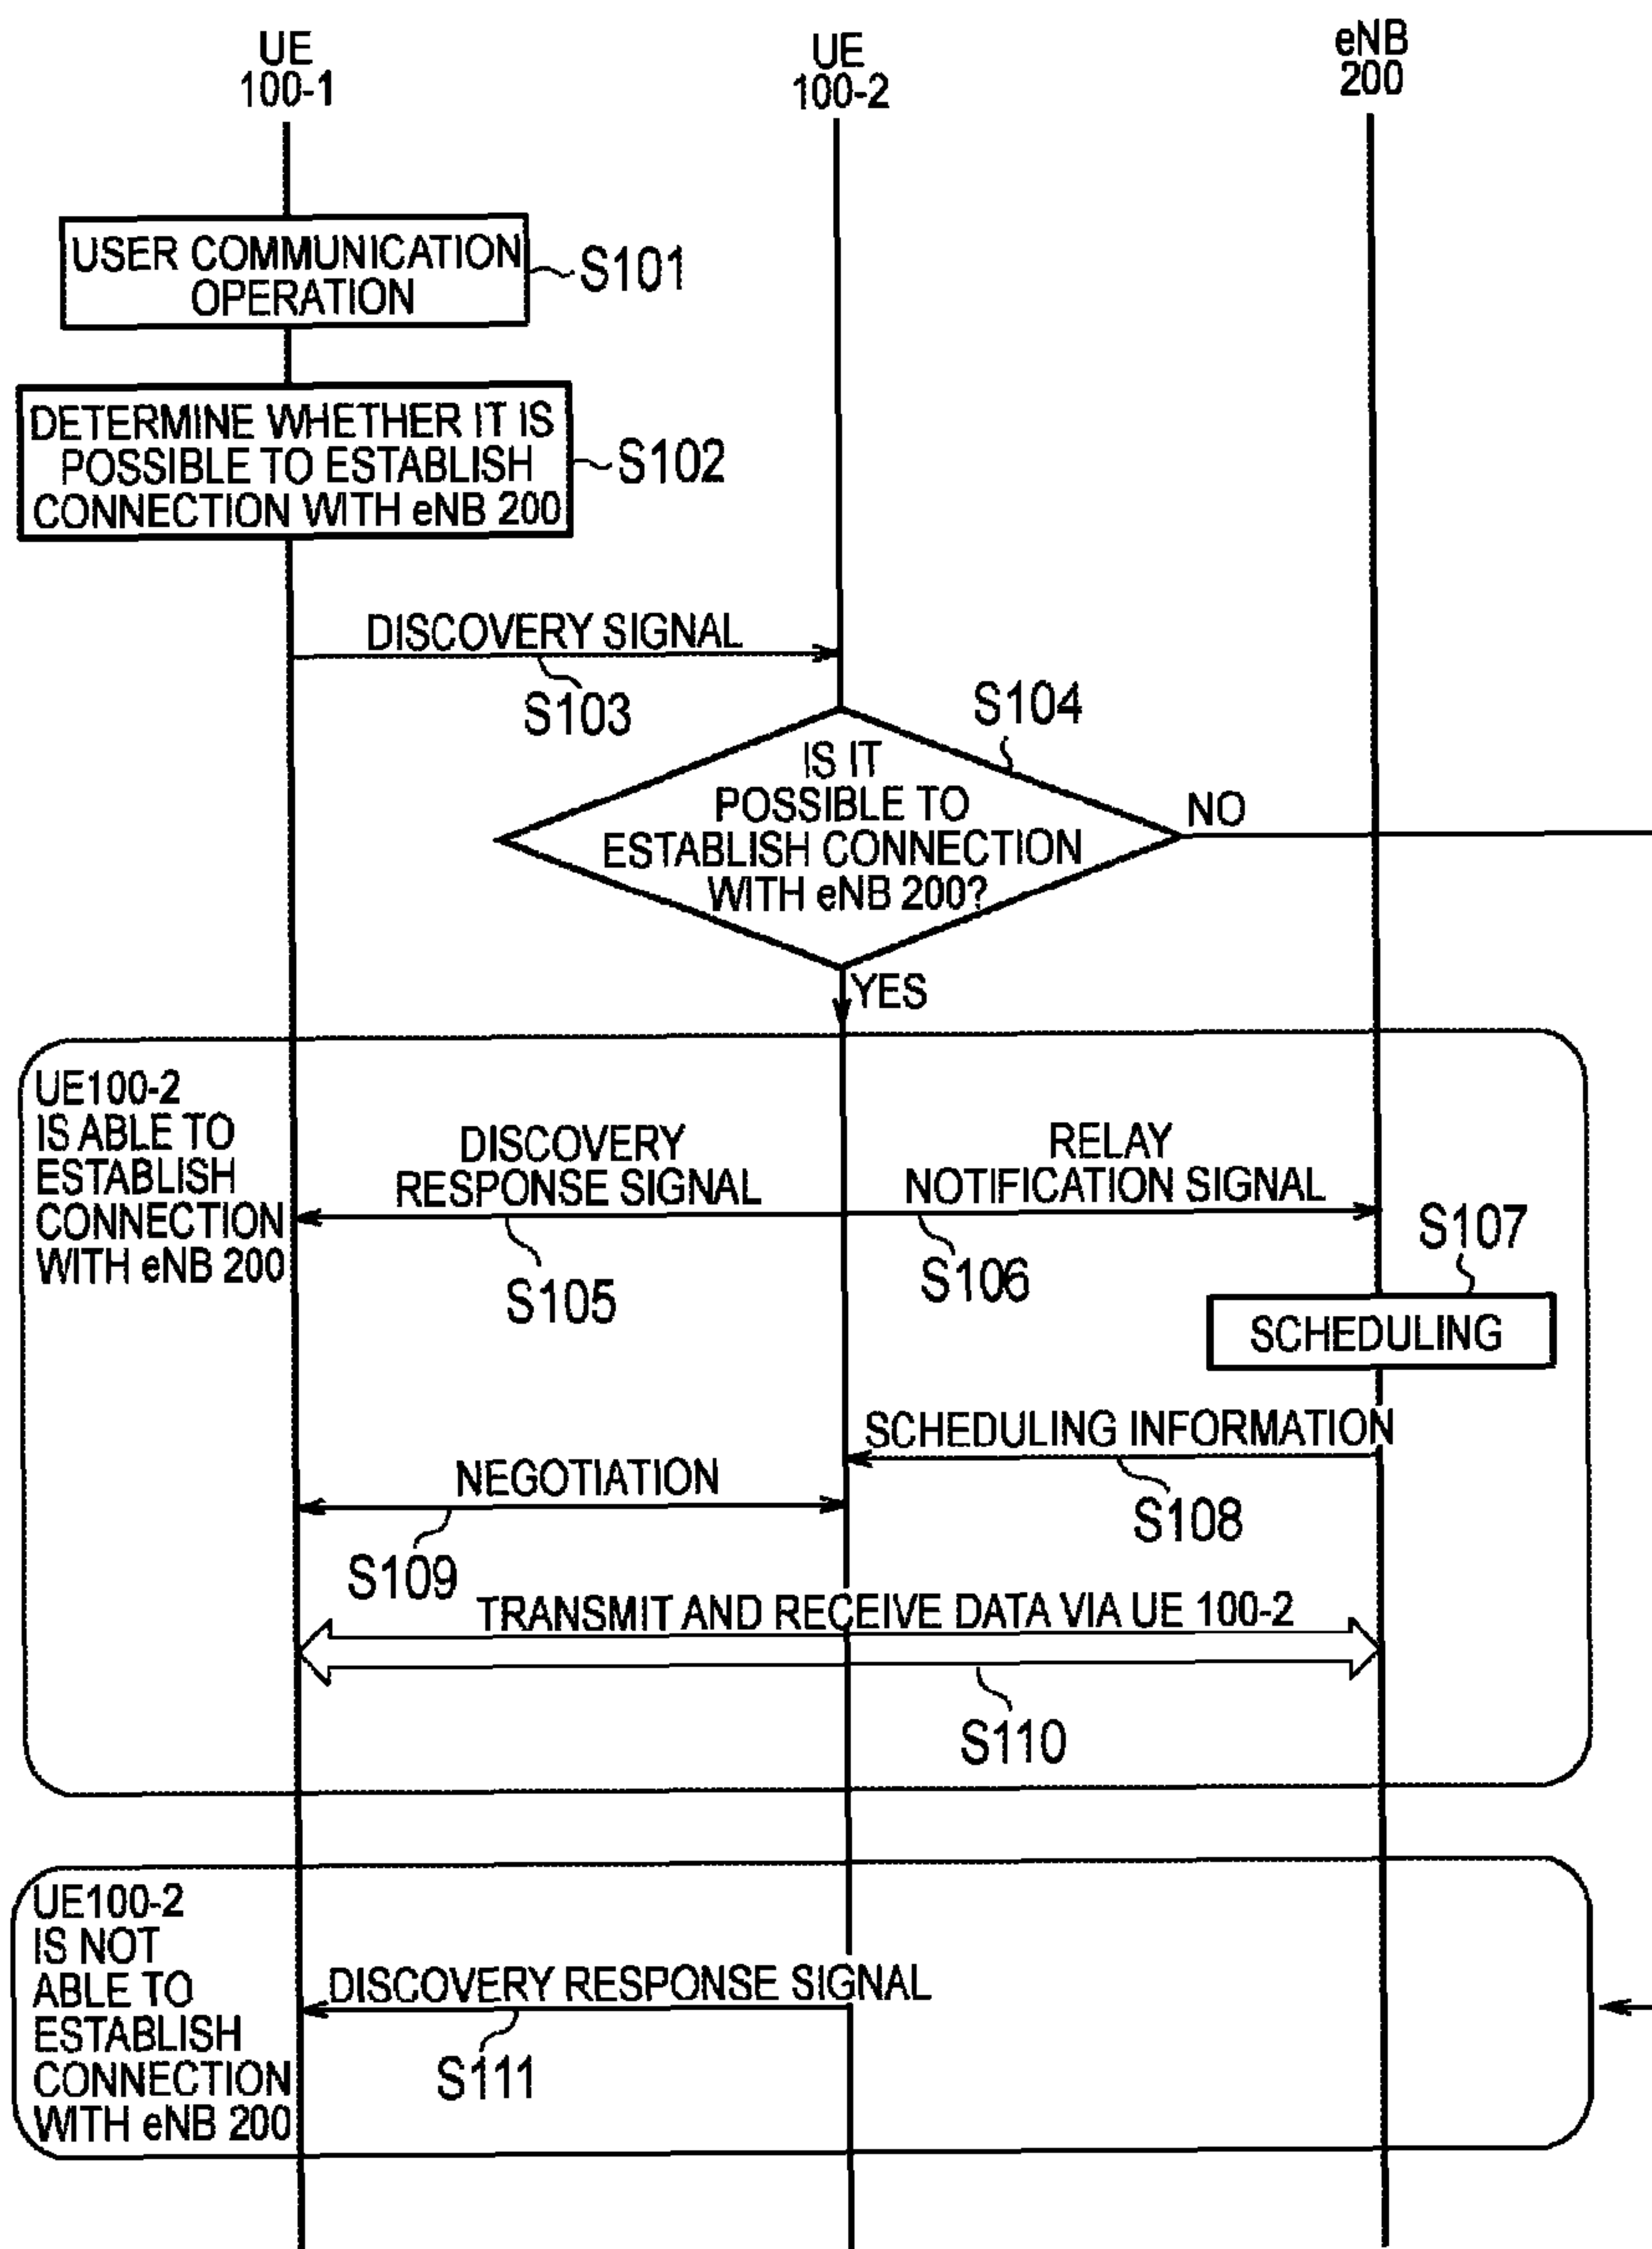 UE
100-1
UE
100-2
eNB
200
USER COMMUNICATION
OPERATION
S101
DETERMINE WHETHER IT IS
POSSIBLE TO ESTABLISH
CONNECTION WITH eNB 200
S102
DISCOVERY SIGNAL
S103
S104
IS IT
POSSIBLE TO
ESTABLISH CONNECTION
WITH eNB 200?
NO
YES
UE100-2
IS ABLE TO
ESTABLISH
CONNECTION
WITH eNB 200
DISCOVERY
RESPONSE SIGNAL
S105
RELAY
NOTIFICATION SIGNAL
S106
S107
SCHEDULING
SCHEDULING INFORMATION
S108
NEGOTIATION
S109
TRANSMIT AND RECEIVE DATA VIA UE 100-2
S110
UE100-2
IS NOT
ABLE TO
ESTABLISH
CONNECTION
WITH eNB 200
DISCOVERY RESPONSE SIGNAL
S111